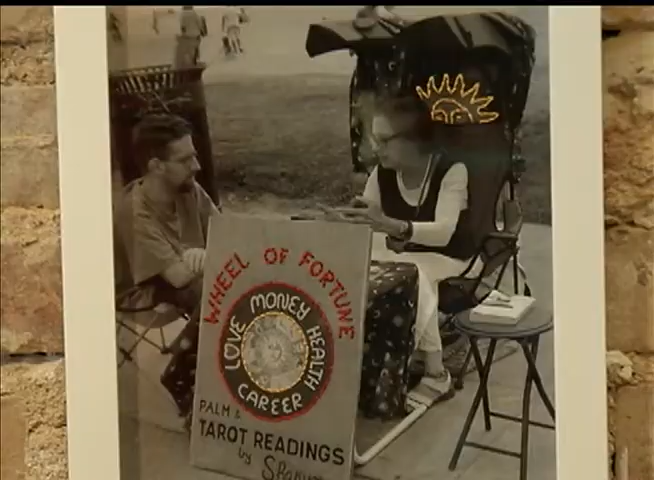 WHEEL OF FORTUNE
LOVE MONEY HEALTH
CAREER
PALM &
TAROT READINGS
by